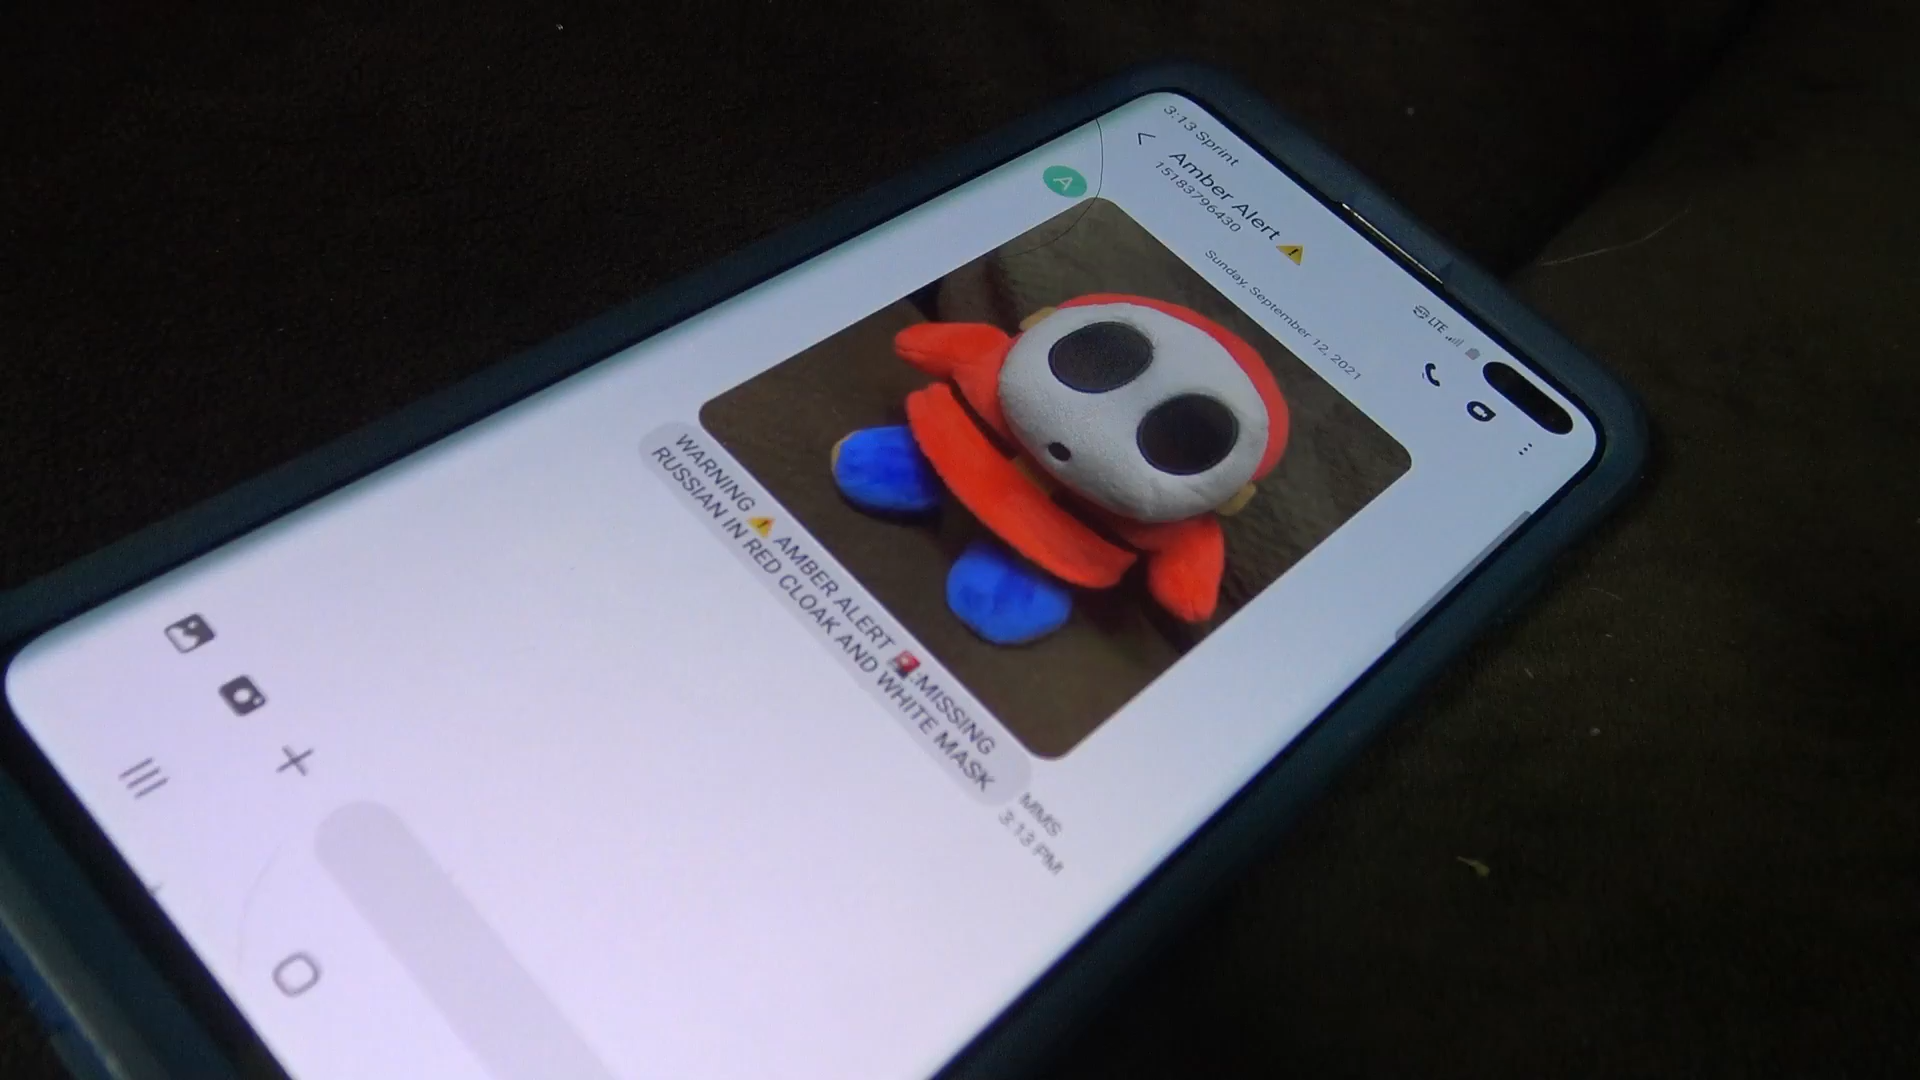 3:13 Sprint
LTE
Amber Alert ⚠️
15183796430
Sunday, September 12, 2021
A
WARNING ⚠️ AMBER ALERT 🚨:MISSING
RUSSIAN IN RED CLOAK AND WHITE MASK
MMS
3:13 PM